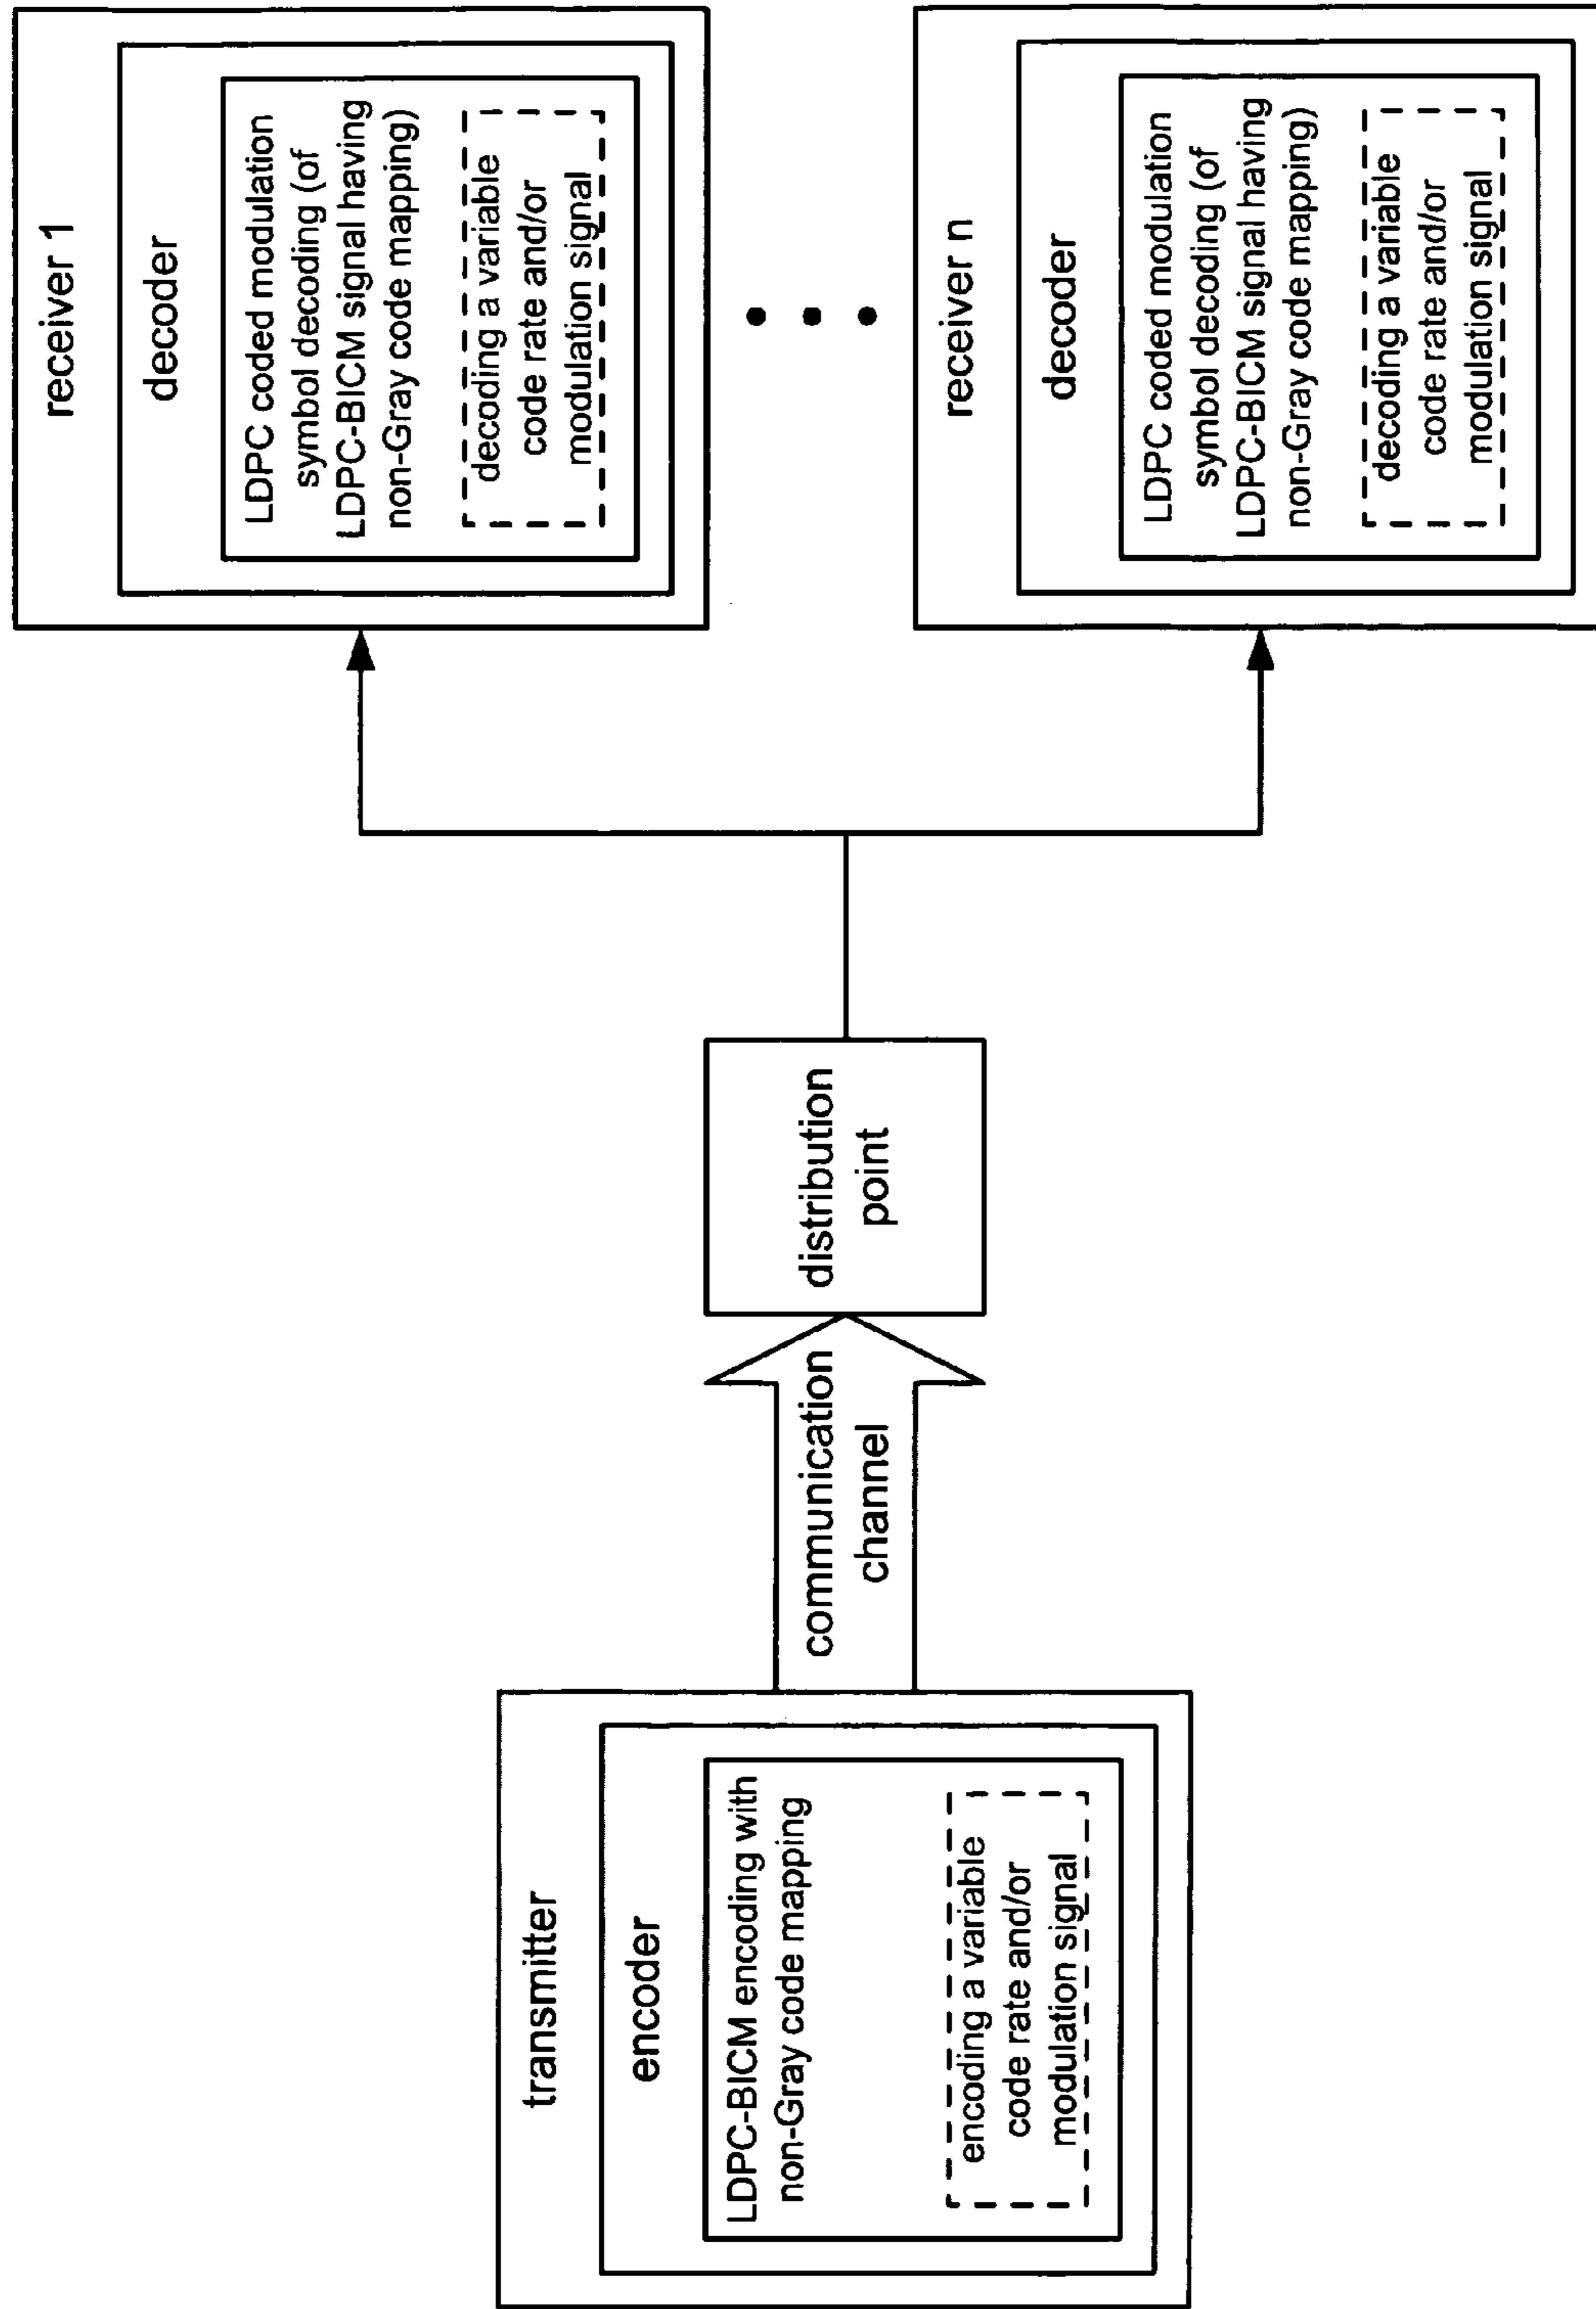 transmitter
encoder
LDPC-BICM encoding with
non-Gray code mapping
encoding a variable
code rate and/or
modulation signal
communication
channel
distribution
point
receiver 1
decoder
LDPC coded modulation
symbol decoding (of
LDPC-BICM signal having
non-Gray code mapping)
decoding a variable
code rate and/or
modulation signal
receiver n
decoder
LDPC coded modulation
symbol decoding (of
LDPC-BICM signal having
non-Gray code mapping)
decoding a variable
code rate and/or
modulation signal